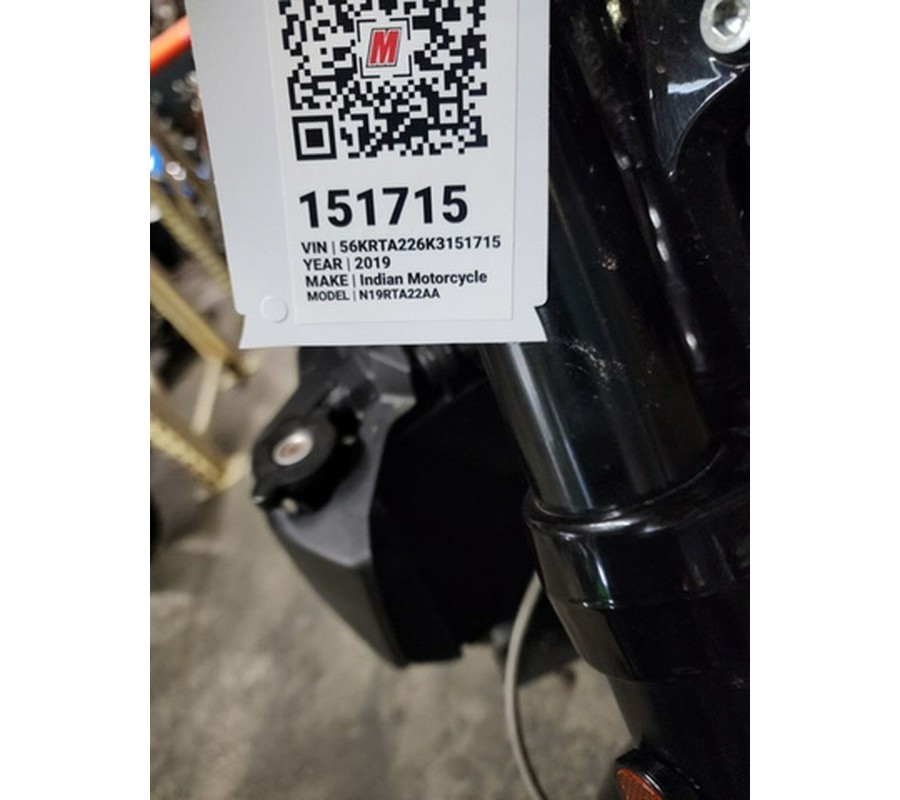 M
151715
VIN | 56KRTA226K3151715
YEAR | 2019
MAKE | Indian Motorcycle
MODEL | N19RTA22AA